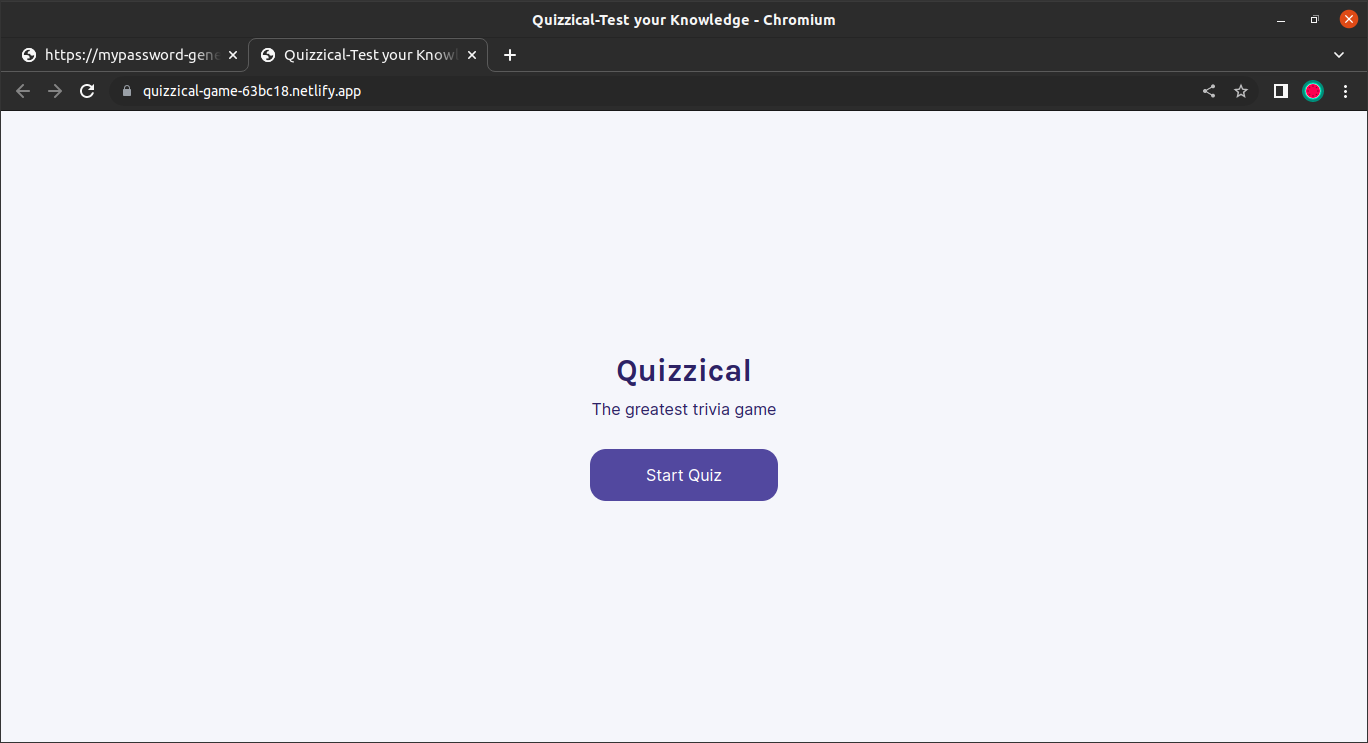 Quizzical-Test your Knowledge - Chromium
https://mypassword-gene
Quizzical-Test your Know
quizzical-game-63bc18.netlify.app
Quizzical
The greatest trivia game
Start Quiz